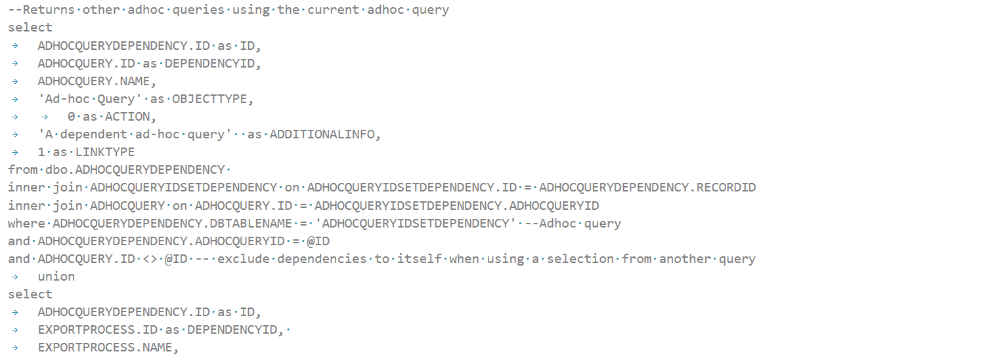 --Returns other adhoc queries using the current adhoc query
select
    ADHOCQUERYDEPENDENCY.ID as ID,
    ADHOCQUERY.ID as DEPENDENCYID,
    ADHOCQUERY.NAME,
    'Ad-hoc Query' as OBJECTTYPE,
        0 as ACTION,
    'A dependent ad-hoc query'  as ADDITIONALINFO,
    1 as LINKTYPE
from dbo.ADHOCQUERYDEPENDENCY 
inner join ADHOCQUERYIDSETDEPENDENCY on ADHOCQUERYIDSETDEPENDENCY.ID = ADHOCQUERYDEPENDENCY.RECORDID
inner join ADHOCQUERY on ADHOCQUERY.ID = ADHOCQUERYIDSETDEPENDENCY.ADHOCQUERYID
where ADHOCQUERYDEPENDENCY.DBTABLENAME = 'ADHOCQUERYIDSETDEPENDENCY' --Adhoc query
and ADHOCQUERYDEPENDENCY.ADHOCQUERYID = @ID
and ADHOCQUERY.ID <> @ID -- exclude dependencies to itself when using a selection from another query
    union
select
    ADHOCQUERYDEPENDENCY.ID as ID,
    EXPORTPROCESS.ID as DEPENDENCYID, 
    EXPORTPROCESS.NAME,